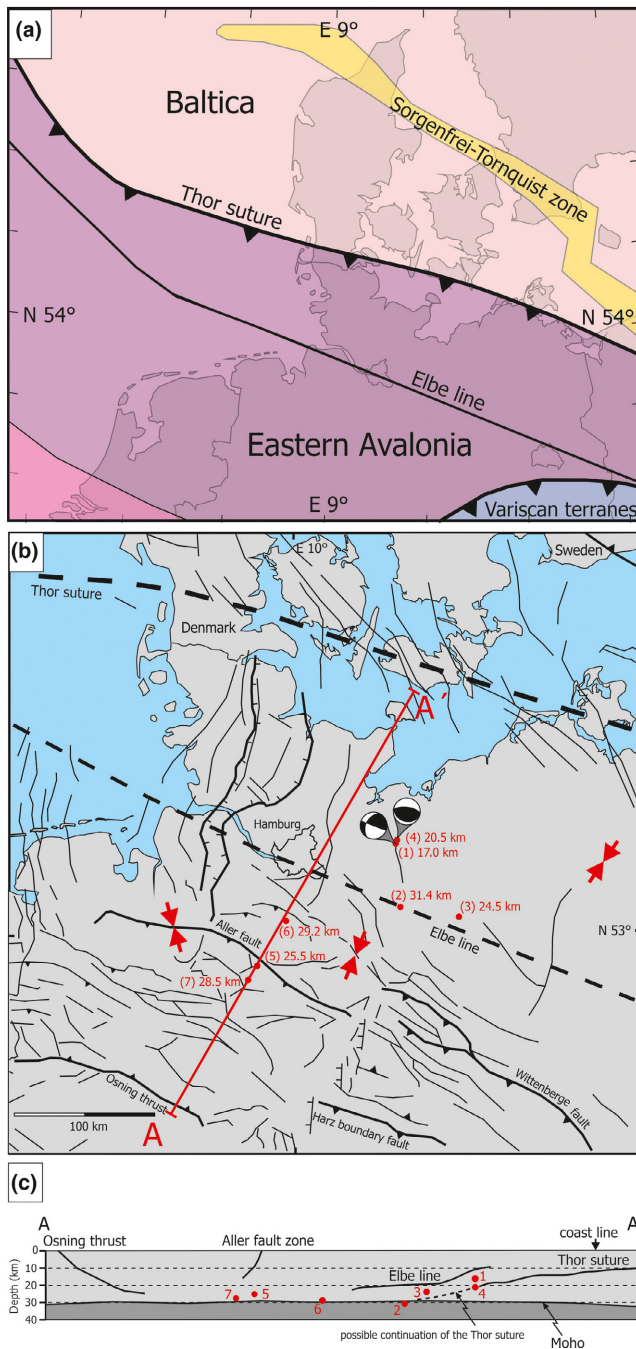 (a)
E 9°
Baltica
Sorgenfrei-Tornquist zone
Thor suture
N 54°
N 54°
Elbe line
Eastern Avalonia
E 9°
Variscan terranes
(b)
E 10°
Sweden
Thor suture
Denmark
A´
Hamburg
(4) 20.5 km
(1) 17.0 km
(2) 31.4 km
(3) 24.5 km
(6) 29.2 km
Elbe line
N 53°
Aller fault
(5) 25.5 km
(7) 28.5 km
Osning thrust
Wittenberge fault
100 km
A
Harz boundary fault
(c)
A
A
Osning thrust
Aller fault zone
coast line
Depth (km)
0
10
20
30
40
Thor suture
Elbe line
1
3
4
7
5
6
2
possible continuation of the Thor suture
Moho